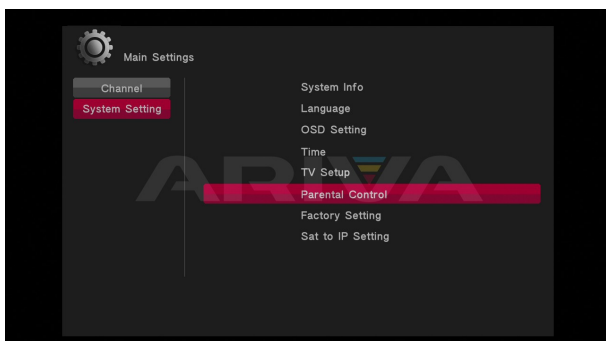 Main Settings
Channel
System Setting
System Info
Language
OSD Setting
Time
TV Setup
Parental Control
Factory Setting
Sat to IP Setting
ARIVA